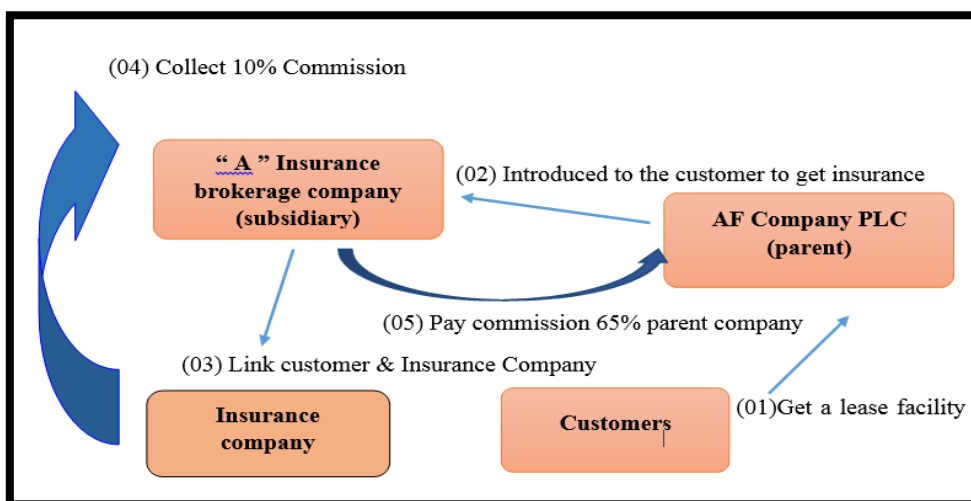 (04) Collect 10% Commission
“ A ” Insurance
brokerage company
(subsidiary)
(02) Introduced to the customer to get insurance
AF Company PLC
(parent)
(05) Pay commission 65% parent company
(03) Link customer & Insurance Company
Insurance
company
Customers
(01)Get a lease facility